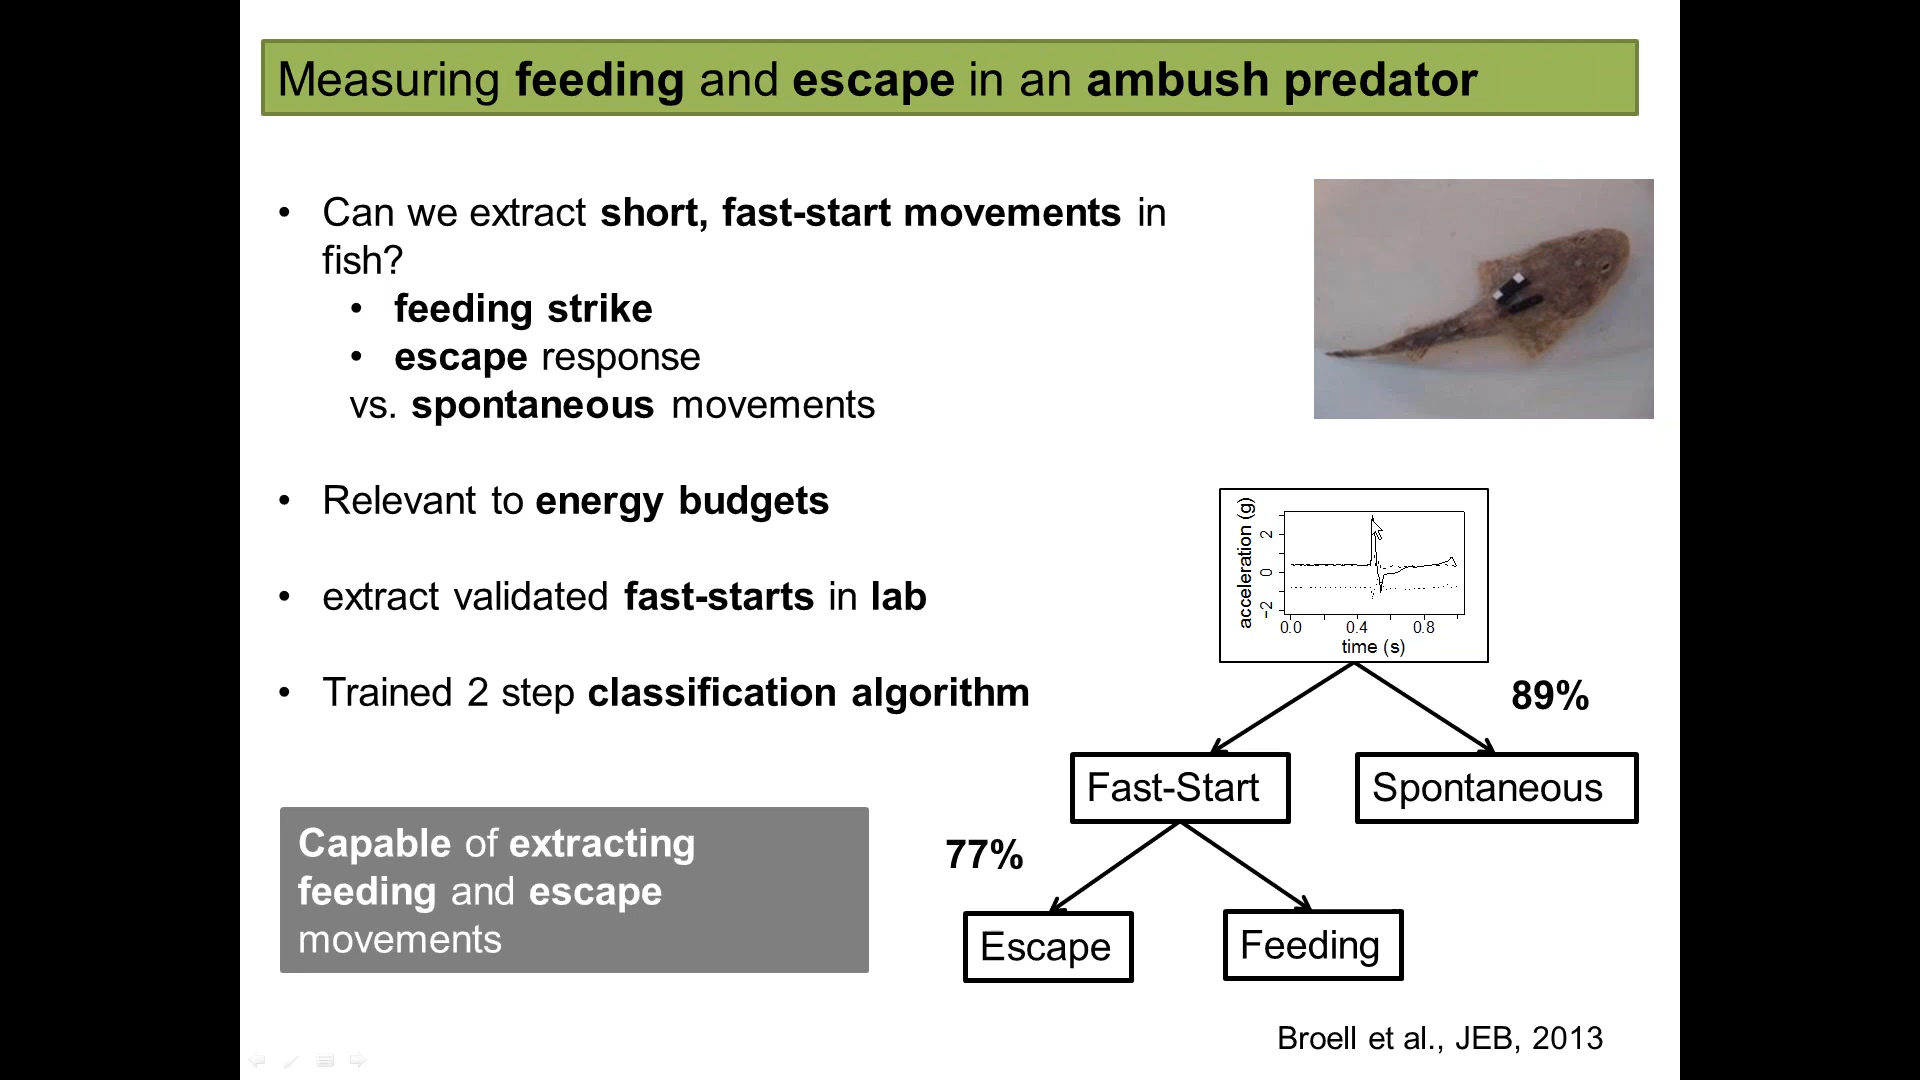 Measuring feeding and escape in an ambush predator
• Can we extract short, fast-start movements in
fish?
• feeding strike
• escape response
vs. spontaneous movements
• Relevant to energy budgets
• extract validated fast-starts in lab
• Trained 2 step classification algorithm
Capable of extracting
feeding and escape
movements
acceleration (g)
2
0
−2
0.0 0.4 0.8
time (s)
89%
Fast-Start Spontaneous
77%
Escape Feeding
Broell et al., JEB, 2013